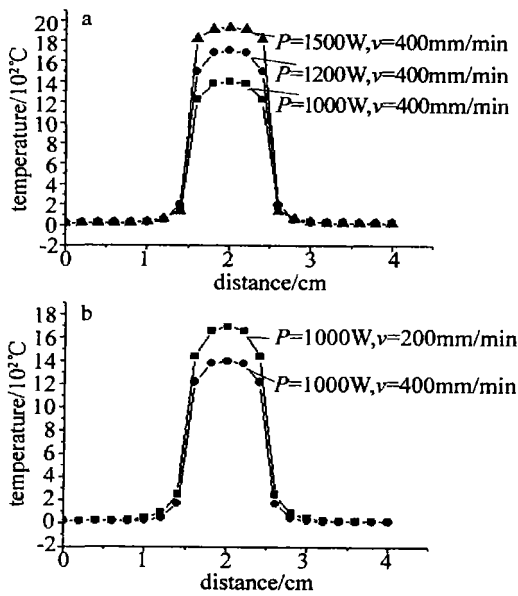 a
20
18
16
14
12
10
8
6
4
2
0
-2
temperature/10²℃
P=1500W,v=400mm/min
P=1200W,v=400mm/min
P=1000W,v=400mm/min
0 1 2 3 4
distance/cm
b
18
16
14
12
10
8
6
4
2
0
-2
temperature/10²℃
P=1000W,v=200mm/min
P=1000W,v=400mm/min
0 1 2 3 4
distance/cm